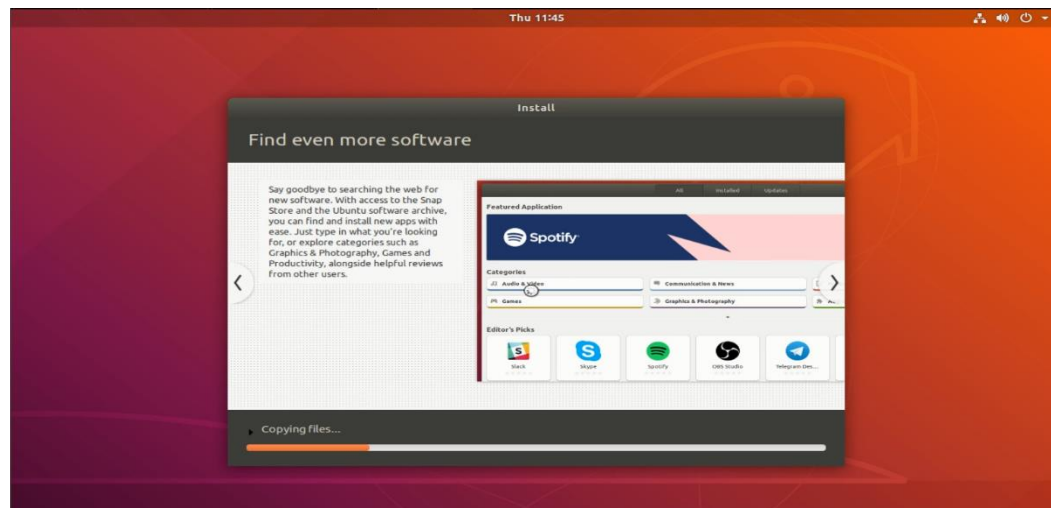 Thu 11:45
Install
Find even more software
Say goodbye to searching the web for
new software. With access to the Snap
Store and the Ubuntu software archive,
you can find and install new apps with
ease. Just type in what you're looking
for, or explore categories such as
Graphics & Photography, Games and
Productivity, alongside helpful reviews
from other users.
All Installed Updates
Featured Application
Spotify
Categories
Audio & Video Communication & News
Games Graphics & Photography
Editor's Picks
Slack Skype Spotify OBS Studio Telegram Des...
Copying files...